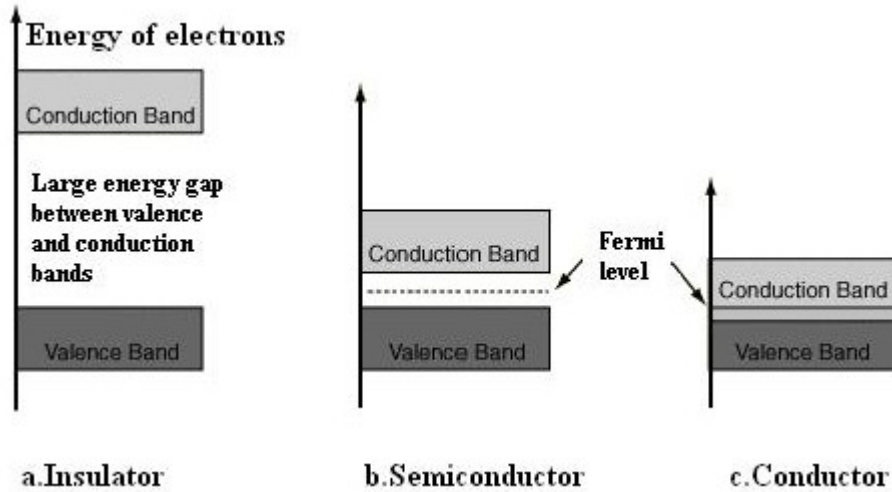 Energy of electrons
Conduction Band
Large energy gap
between valence
and conduction
bands
Valence Band
Conduction Band
Valence Band
Fermi
level
Conduction Band
Valence Band
a.Insulator
b.Semiconductor
c.Conductor